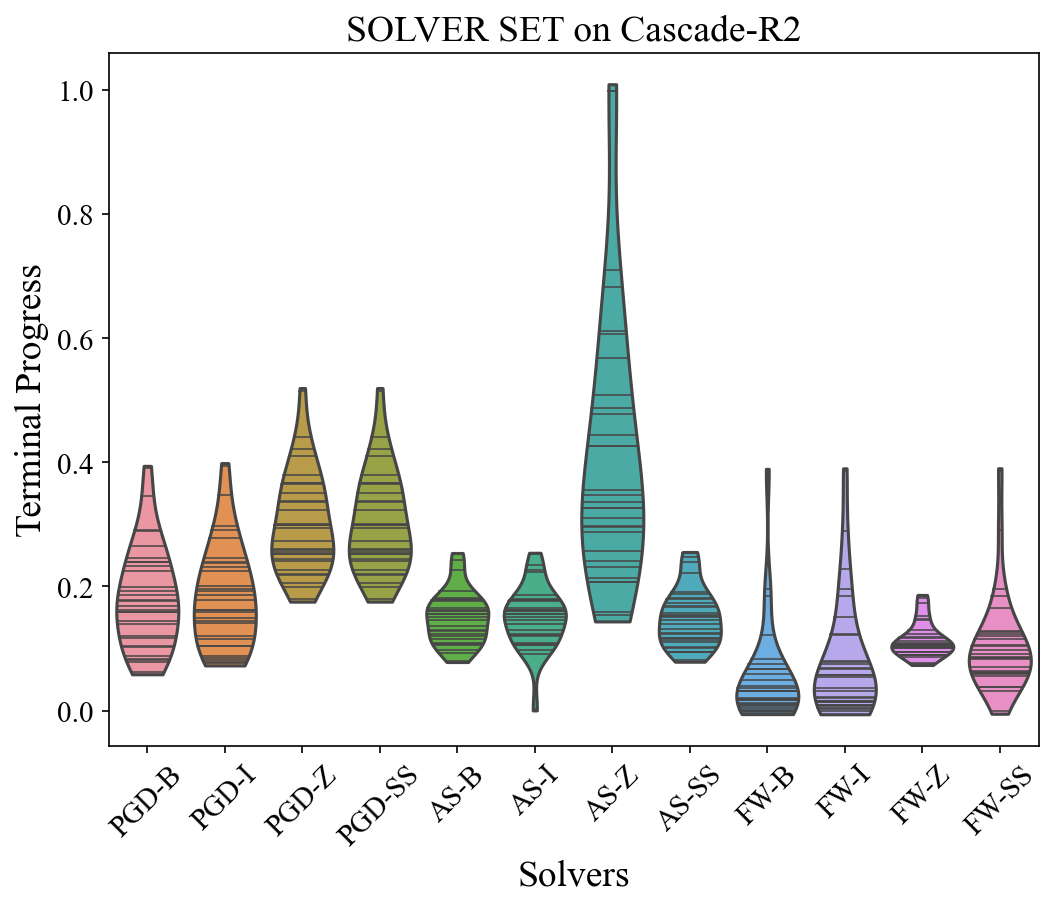 SOLVER SET on Cascade-R2
Terminal Progress
1.0
0.8
0.6
0.4
0.2
0.0
PGD-B
PGD-I
PGD-Z
PGD-SS
AS-B
AS-I
AS-Z
AS-SS
FW-B
FW-I
FW-Z
FW-SS
Solvers